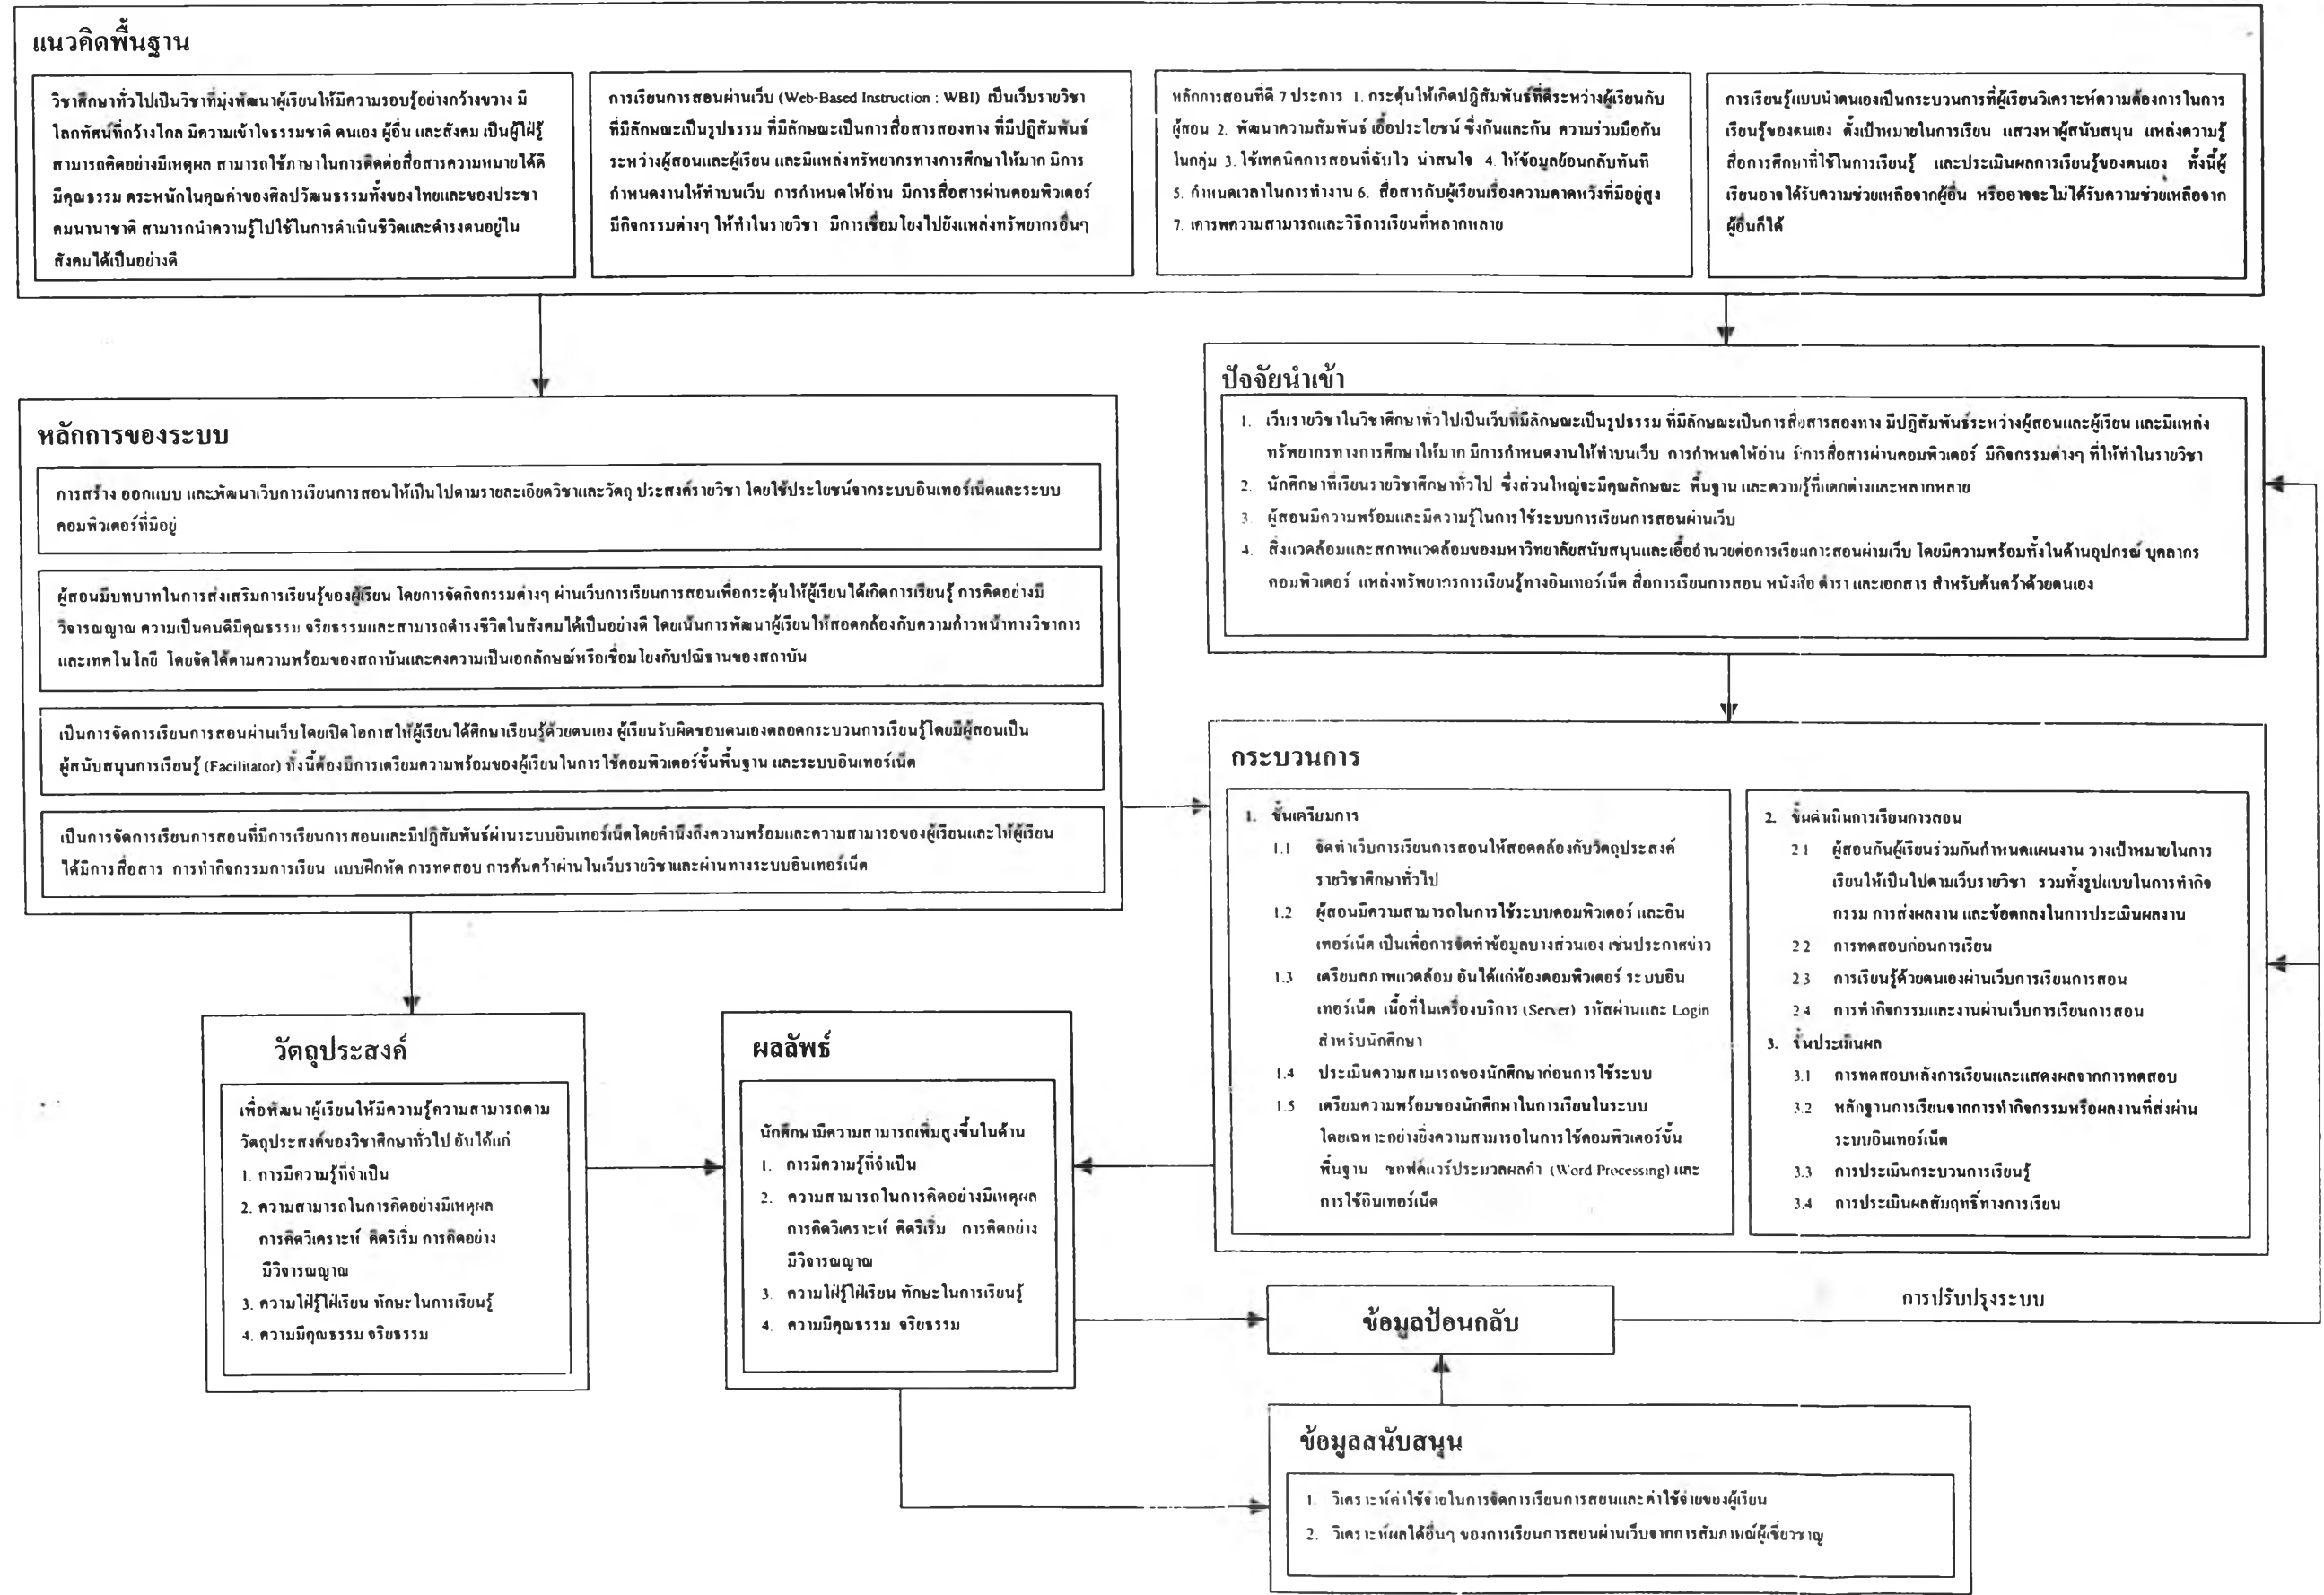 แนวคิดพื้นฐาน
วิชาศึกษาทั่วไปเป็นวิชาที่มุ่งพัฒนาผู้เรียนให้มีความรอบรู้อย่างกว้างขวาง มี
โลกทัศน์ที่กว้างไกล มีความเข้าใจธรรมชาติ ตนเอง ผู้อื่น และสังคม เป็นผู้ใฝ่รู้
สามารถคิดอย่างมีเหตุผล สามารถใช้ภาษาในการติดต่อสื่อสารความหมายได้ดี
มีคุณธรรม ตระหนักในคุณค่าของศิลปวัฒนธรรมทั้งของไทยและของประชา
คมนานาชาติ สามารถนำความรู้ไปใช้ในการดำเนินชีวิตและดำรงตนอยู่ใน
สังคมได้เป็นอย่างดี
การเรียนการสอนผ่านเว็บ (Web-Based Instruction : WBI) เป็นเว็บรายวิชา
ที่มีลักษณะเป็นรูปธรรม ที่มีลักษณะเป็นการสื่อสารสองทาง ที่มีปฏิสัมพันธ์
ระหว่างผู้สอนและผู้เรียน และมีแหล่งทรัพยากรทางการศึกษาให้มาก มีการ
กำหนดงานให้ทำบนเว็บ การกำหนดให้อ่าน มีการสื่อสารผ่านคอมพิวเตอร์
มีกิจกรรมต่างๆ ให้ทำในรายวิชา มีการเชื่อมโยงไปยังแหล่งทรัพยากรอื่นๆ
หลักการสอนที่ดี 7 ประการ 1. กระตุ้นให้เกิดปฏิสัมพันธ์ที่ดีระหว่างผู้เรียนกับ
ผู้สอน 2. พัฒนาความสัมพันธ์ เอื้อประโยชน์ ซึ่งกันและกัน ความร่วมมือกัน
ในกลุ่ม 3. ใช้เทคนิคการสอนที่ฉับไว น่าสนใจ 4. ให้ข้อมูลย้อนกลับทันที
5. กำหนดเวลาในการทำงาน 6. สื่อสารกับผู้เรียนเรื่องความคาดหวังที่มีอยู่สูง
7. เคารพความสามารถและวิธีการเรียนที่หลากหลาย
การเรียนรู้แบบนำตนเองเป็นกระบวนการที่ผู้เรียนวิเคราะห์ความต้องการในการ
เรียนรู้ของตนเอง ตั้งเป้าหมายในการเรียน แสวงหาผู้สนับสนุน แหล่งความรู้
สื่อการศึกษาที่ใช้ในการเรียนรู้ และประเมินผลการเรียนรู้ของตนเอง ทั้งนี้ผู้
เรียนอาจได้รับความช่วยเหลือจากผู้อื่น หรืออาจจะไม่ได้รับความช่วยเหลือจาก
ผู้อื่นก็ได้
หลักการของระบบ
การสร้าง ออกแบบ และพัฒนาเว็บการเรียนการสอนให้เป็นไปตามรายละเอียดวิชาและวัตถุ ประสงค์รายวิชา โดยใช้ประโยชน์จากระบบอินเทอร์เน็ตและระบบ
คอมพิวเตอร์ที่มีอยู่
ผู้สอนมีบทบาทในการส่งเสริมการเรียนรู้ของผู้เรียน โดยการจัดกิจกรรมต่างๆ ผ่านเว็บการเรียนการสอนเพื่อกระตุ้นให้ผู้เรียนได้เกิดการเรียนรู้ การคิดอย่างมี
วิจารณญาณ ความเป็นคนดีมีคุณธรรม จริยธรรมและสามารถดำรงชีวิตในสังคมได้เป็นอย่างดี โดยเน้นการพัฒนาผู้เรียนให้สอดคล้องกับความก้าวหน้าทางวิชาการ
และเทคโนโลยี โดยจัดได้ตามความพร้อมของสถาบันและคงความเป็นเอกลักษณ์หรือเชื่อมโยงกับปณิธานของสถาบัน
เป็นการจัดการเรียนการสอนผ่านเว็บโดยเปิดโอกาสให้ผู้เรียนได้ศึกษาเรียนรู้ด้วยตนเอง ผู้เรียนรับผิดชอบตนเองตลอดกระบวนการเรียนรู้โดยมีผู้สอนเป็น
ผู้สนับสนุนการเรียนรู้ (Facilitator) ทั้งนี้ต้องมีการเตรียมความพร้อมของผู้เรียนในการใช้คอมพิวเตอร์ขั้นพื้นฐาน และระบบอินเทอร์เน็ต
เป็นการจัดการเรียนการสอนที่มีการเรียนการสอนและมีปฏิสัมพันธ์ผ่านระบบอินเทอร์เน็ตโดยคำนึงถึงความพร้อมและความสามารถของผู้เรียนและให้ผู้เรียน
ได้มีการสื่อสาร การทำกิจกรรมการเรียน แบบฝึกหัด การทดสอบ การค้นคว้าผ่านในเว็บรายวิชาและผ่านทางระบบอินเทอร์เน็ต
ปัจจัยนำเข้า
1. เว็บรายวิชาในวิชาศึกษาทั่วไปเป็นเว็บที่มีลักษณะเป็นรูปธรรม ที่มีลักษณะเป็นการสื่อสารสองทาง มีปฏิสัมพันธ์ระหว่างผู้สอนและผู้เรียน และมีแหล่ง
ทรัพยากรทางการศึกษาให้มาก มีการกำหนดงานให้ทำบนเว็บ การกำหนดให้อ่าน มีการสื่อสารผ่านคอมพิวเตอร์ มีกิจกรรมต่างๆ ที่ให้ทำในรายวิชา
2. นักศึกษาที่เรียนรายวิชาศึกษาทั่วไป ซึ่งส่วนใหญ่จะมีคุณลักษณะ พื้นฐาน และความรู้ที่แตกต่างและหลากหลาย
3. ผู้สอนมีความพร้อมและมีความรู้ในการใช้ระบบการเรียนการสอนผ่านเว็บ
4. สิ่งแวดล้อมและสภาพแวดล้อมของมหาวิทยาลัยสนับสนุนและเอื้ออำนวยต่อการเรียนการสอนผ่านเว็บ โดยมีความพร้อมทั้งในด้านอุปกรณ์ บุคลากร
คอมพิวเตอร์ แหล่งทรัพยากรการเรียนรู้ทางอินเทอร์เน็ต สื่อการเรียนการสอน หนังสือ ตำรา และเอกสาร สำหรับค้นคว้าด้วยตนเอง
กระบวนการ
1. ขั้นเตรียมการ
1.1 จัดทำเว็บการเรียนการสอนให้สอดคล้องกับวัตถุประสงค์
รายวิชาศึกษาทั่วไป
1.2 ผู้สอนมีความสามารถในการใช้ระบบคอมพิวเตอร์ และอิน
เทอร์เน็ต เป็นเพื่อการจัดทำข้อมูลบางส่วนเอง เช่นประกาศข่าว
1.3 เตรียมสภาพแวดล้อม อันได้แก่ห้องคอมพิวเตอร์ ระบบอิน
เทอร์เน็ต เนื้อที่ในเครื่องบริการ (Server) รหัสผ่านและ Login
สำหรับนักศึกษา
1.4 ประเมินความสามารถของนักศึกษาก่อนการใช้ระบบ
1.5 เตรียมความพร้อมของนักศึกษาในการเรียนในระบบ
โดยเฉพาะอย่างยิ่งความสามารถในการใช้คอมพิวเตอร์ขั้น
พื้นฐาน ซอฟต์แวร์ประมวลผลคำ (Word Processing) และ
การใช้อินเทอร์เน็ต
2. ขั้นดำเนินการเรียนการสอน
2.1 ผู้สอนกับผู้เรียนร่วมกันกำหนดแผนงาน วางเป้าหมายในการ
เรียนให้เป็นไปตามเว็บรายวิชา รวมทั้งรูปแบบในการทำกิจ
กรรม การส่งผลงาน และข้อตกลงในการประเมินผลงาน
2.2 การทดสอบก่อนการเรียน
2.3 การเรียนรู้ด้วยตนเองผ่านเว็บการเรียนการสอน
2.4 การทำกิจกรรมและงานผ่านเว็บการเรียนการสอน
3. ขั้นประเมินผล
3.1 การทดสอบหลังการเรียนและแสดงผลจากการทดสอบ
3.2 หลักฐานการเรียนจากการทำกิจกรรมหรือผลงานที่ส่งผ่าน
ระบบอินเทอร์เน็ต
3.3 การประเมินกระบวนการเรียนรู้
3.4 การประเมินผลสัมฤทธิ์ทางการเรียน
วัตถุประสงค์
เพื่อพัฒนาผู้เรียนให้มีความรู้ความสามารถตาม
วัตถุประสงค์ของวิชาศึกษาทั่วไป อันได้แก่
1. การมีความรู้ที่จำเป็น
2. ความสามารถในการคิดอย่างมีเหตุผล
การคิดวิเคราะห์ คิดริเริ่ม การคิดอย่าง
มีวิจารณญาณ
3. ความใฝ่รู้ใฝ่เรียน ทักษะในการเรียนรู้
4. ความมีคุณธรรม จริยธรรม
ผลลัพธ์
นักศึกษามีความสามารถเพิ่มสูงขึ้นในด้าน
1. การมีความรู้ที่จำเป็น
2. ความสามารถในการคิดอย่างมีเหตุผล
การคิดวิเคราะห์ คิดริเริ่ม การคิดอย่าง
มีวิจารณญาณ
3. ความใฝ่รู้ใฝ่เรียน ทักษะในการเรียนรู้
4. ความมีคุณธรรม จริยธรรม
ข้อมูลป้อนกลับ
การปรับปรุงระบบ
ข้อมูลสนับสนุน
1. วิเคราะห์ค่าใช้จ่ายในการจัดการเรียนการสอนและค่าใช้จ่ายของผู้เรียน
2. วิเคราะห์ผลได้อื่นๆ ของการเรียนการสอนผ่านเว็บจากการสัมภาษณ์ผู้เชี่ยวชาญ